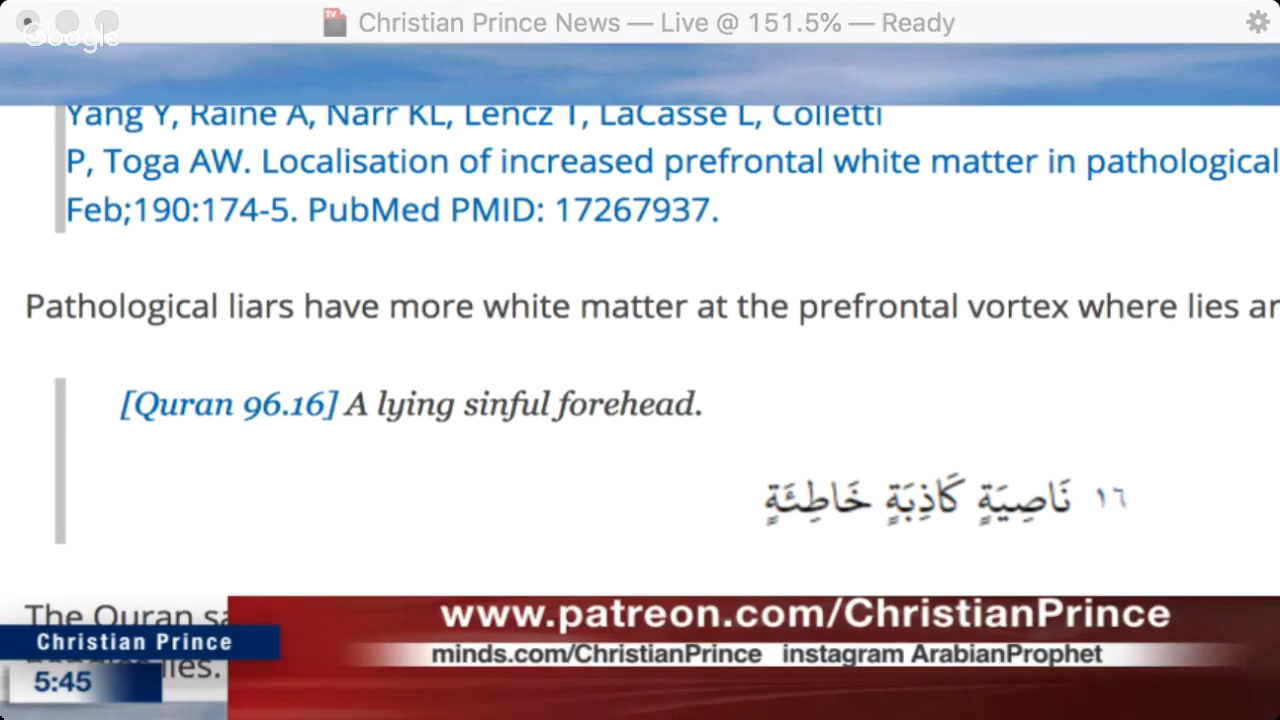 Christian Prince News — Live @ 151.5% — Ready
Google
Yang Y, Raine A, Narr KL, Lencz T, LaCasse L, Colletti
P, Toga AW. Localisation of increased prefrontal white matter in pathological
Feb;190:174-5. PubMed PMID: 17267937.
Pathological liars have more white matter at the prefrontal vortex where lies
[Quran 96.16] A lying sinful forehead.
١٦ نَاصِيَةٍ كَاذِبَةٍ خَاطِئَةٍ
The Quran
lies.
www.patreon.com/ChristianPrince
Christian Prince
minds.com/ChristianPrince instagram ArabianProphet
5:45